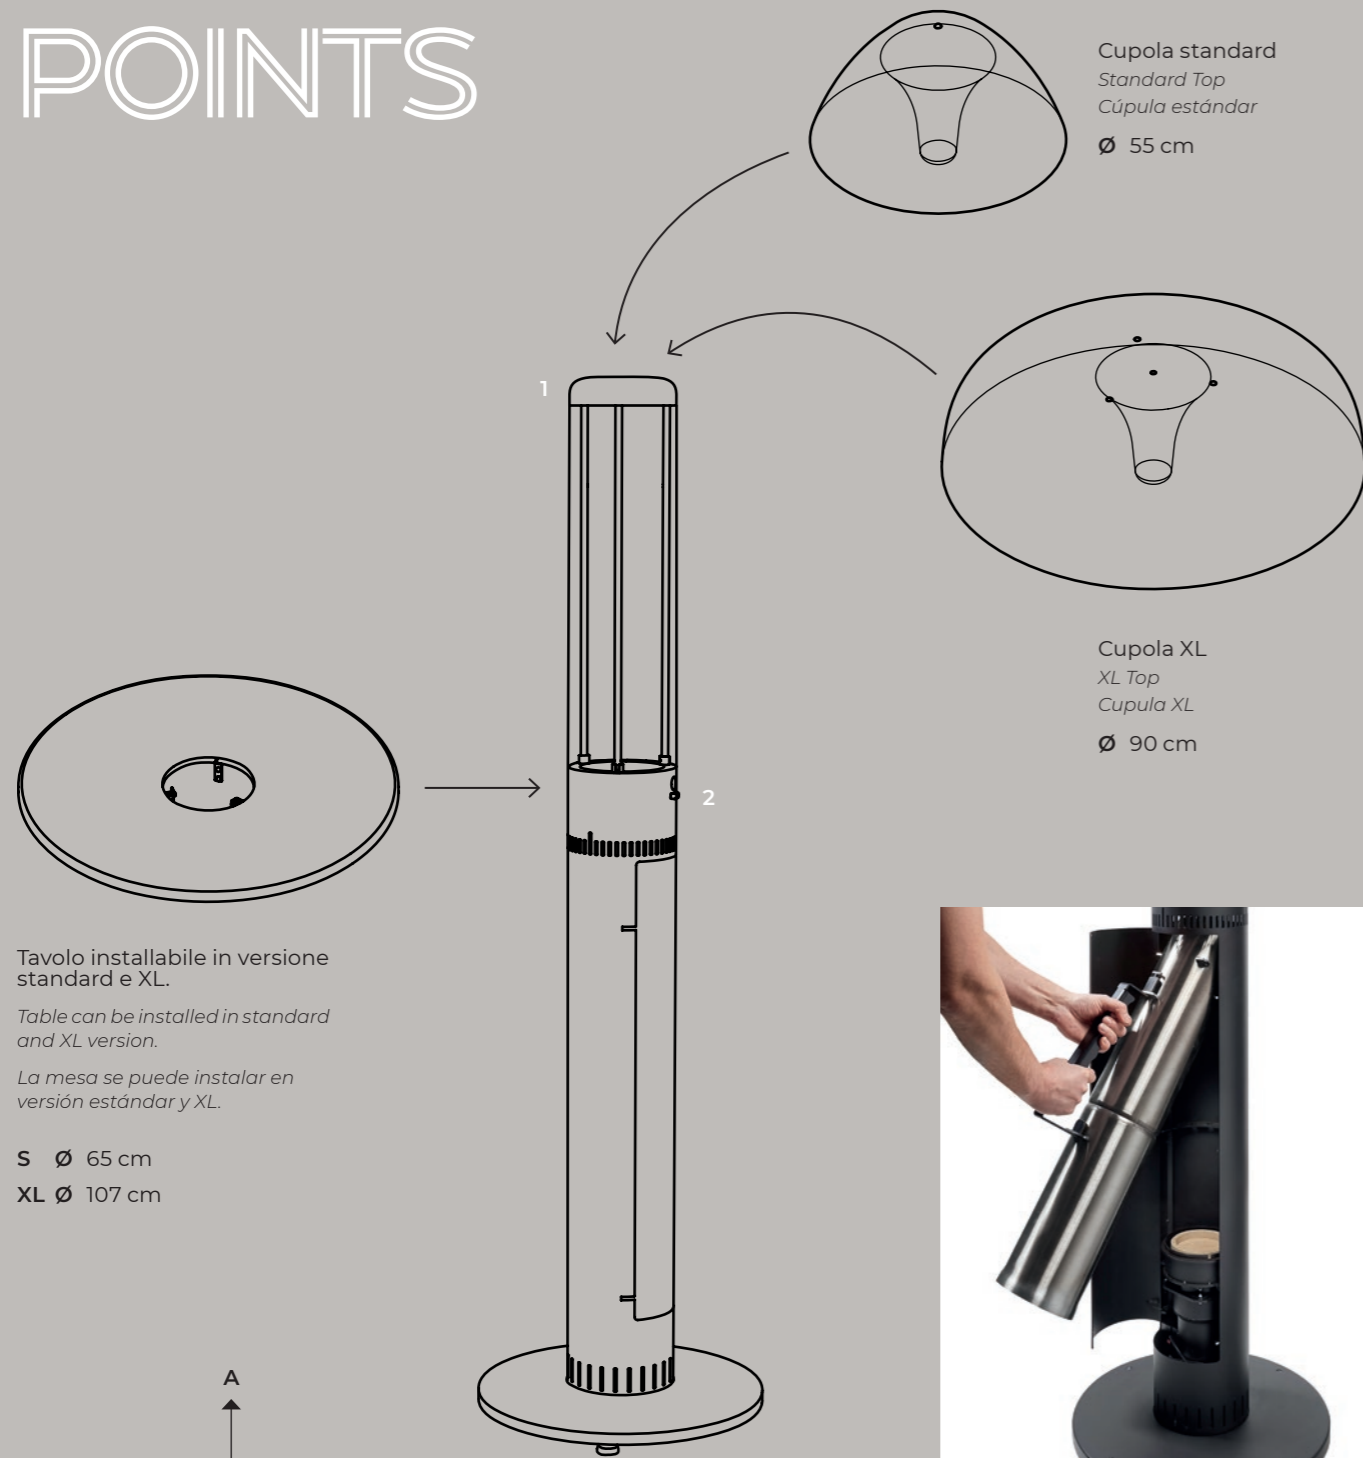 POINTS
Cupola standard
Standard Top
Cúpula estándar
Ø 55 cm
1
2
Cupola XL
XL Top
Cupula XL
Ø 90 cm
Tavolo installabile in versione
standard e XL.
Table can be installed in standard
and XL version.
La mesa se puede instalar en
versión estándar y XL.
S Ø 65 cm
XL Ø 107 cm
A